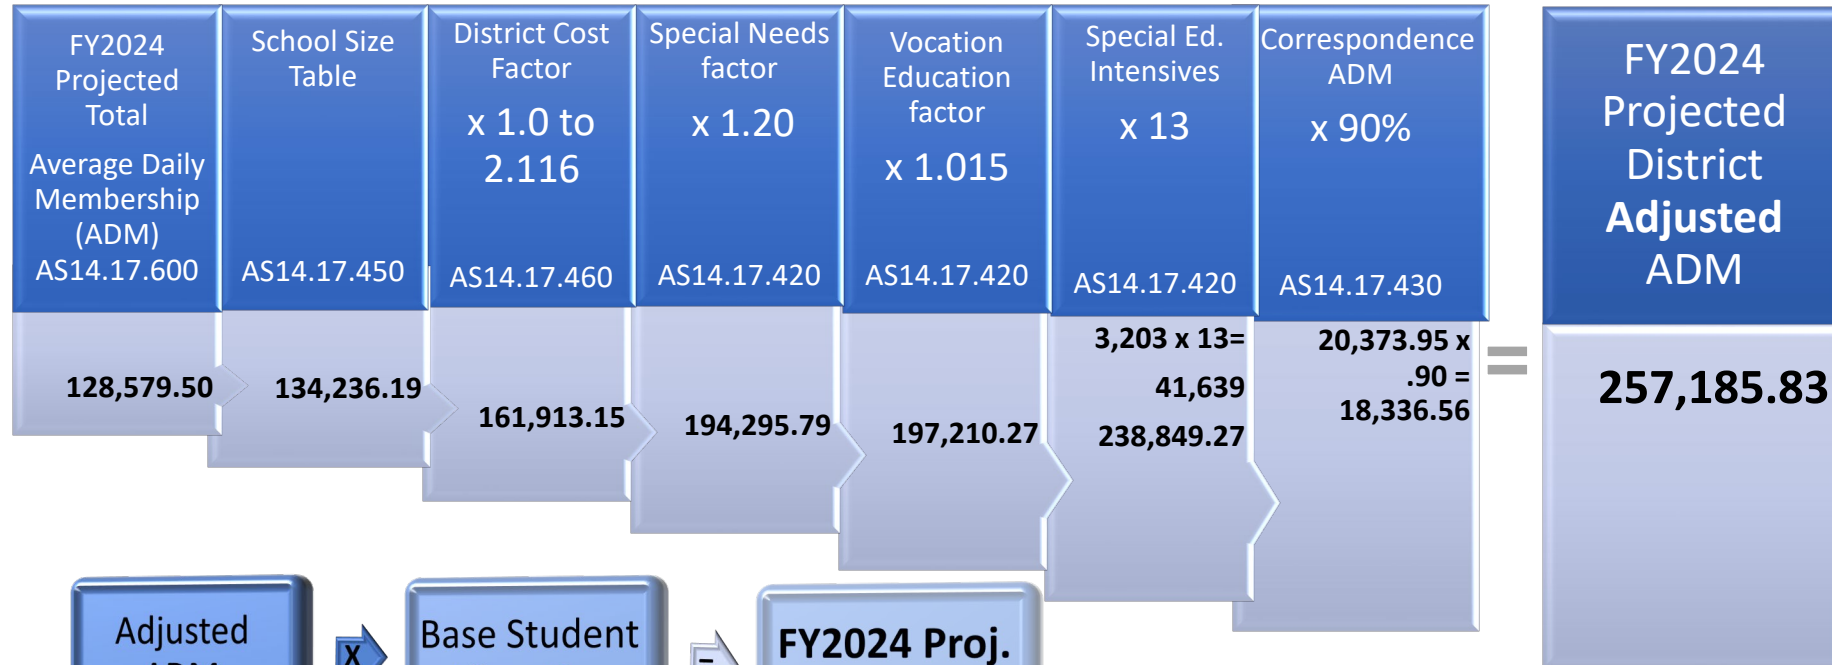 FY2024
Projected
Total
Average Daily
Membership
(ADM)
AS14.17.600
School Size
Table
AS14.17.450
District Cost
Factor
x 1.0 to
2.116
AS14.17.460
Special Needs
factor
x 1.20
AS14.17.420
Vocation
Education
factor
x 1.015
AS14.17.420
Special Ed.
Intensives
x 13
AS14.17.420
Correspondence
ADM
x 90%
AS14.17.430
FY2024
Projected
District
Adjusted
ADM
128,579.50
134,236.19
161,913.15
194,295.79
197,210.27
3,203 x 13=
41,639
238,849.27
20,373.95 x
.90 =
18,336.56
=
257,185.83
Adjusted
ADM
X
Base Student
=
FY2024 Proj.